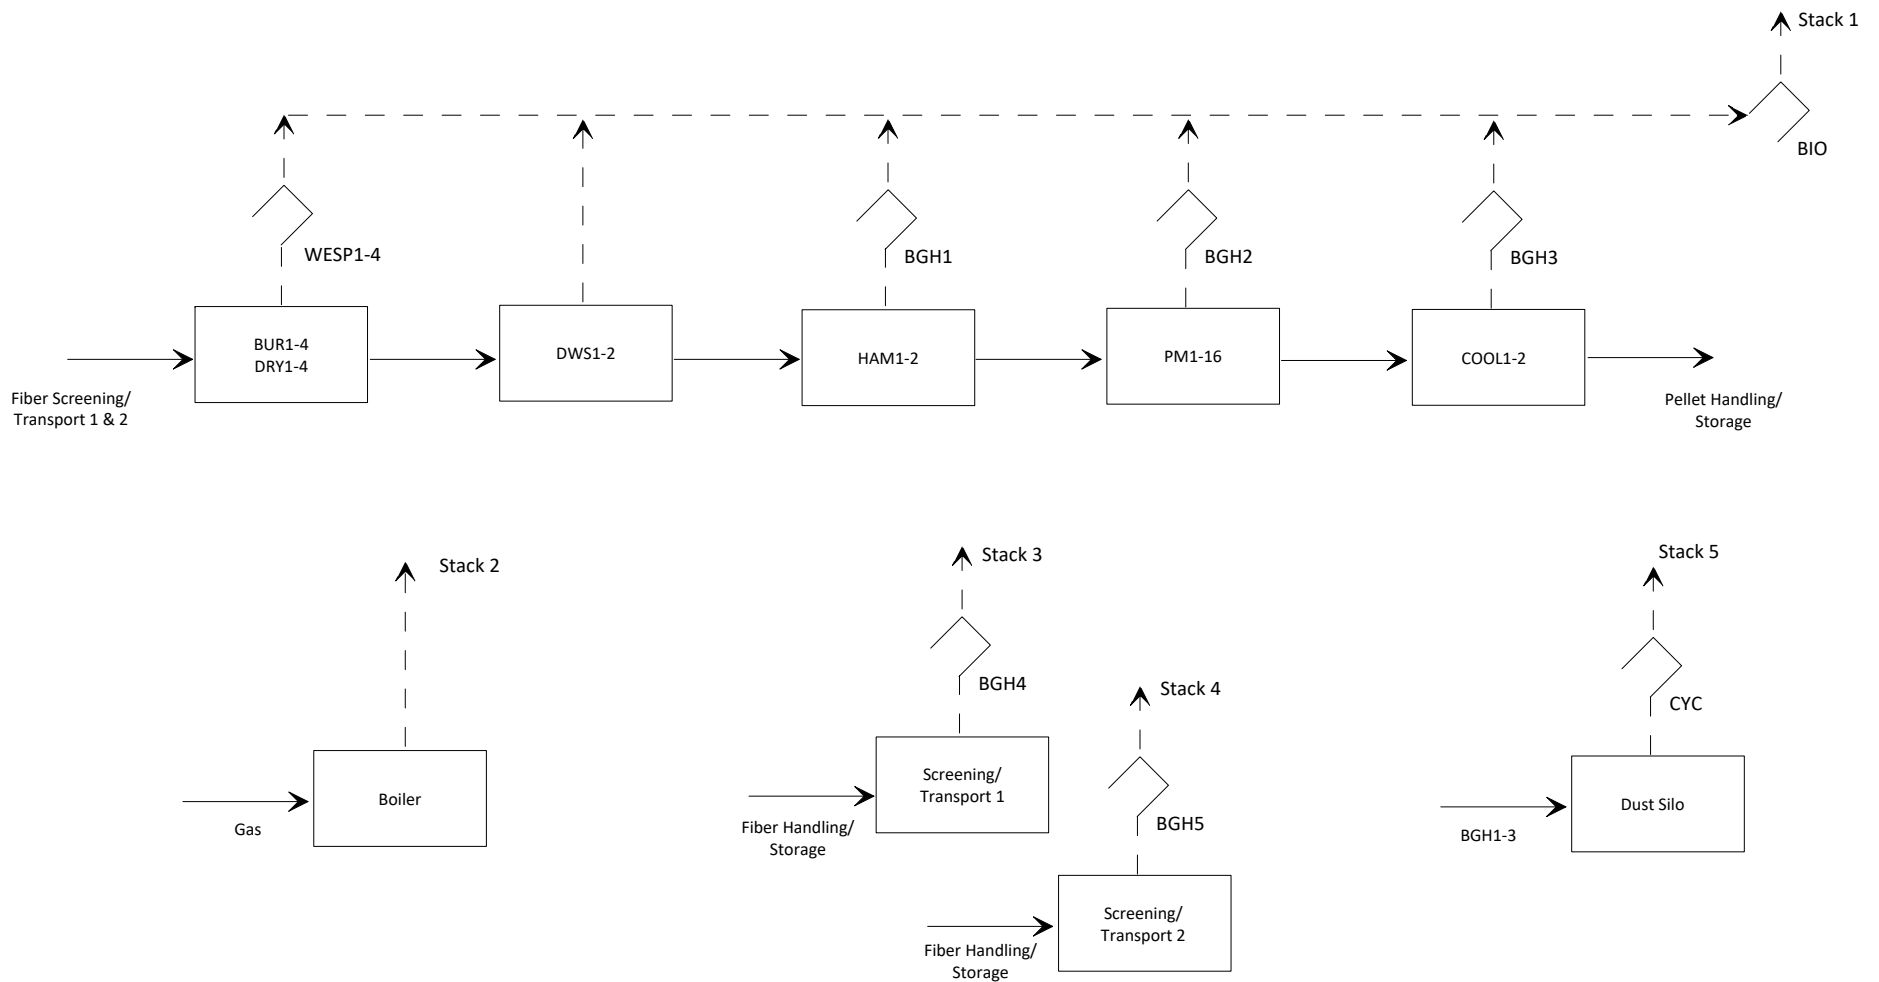 Stack 1
BIO
WESP1-4
BGH1
BGH2
BGH3
BUR1-4
DRY1-4
DWS1-2
HAM1-2
PM1-16
COOL1-2
Fiber Screening/
Transport 1 & 2
Pellet Handling/
Storage
Stack 2
Boiler
Gas
Stack 3
BGH4
Screening/
Transport 1
Fiber Handling/
Storage
Stack 4
BGH5
Screening/
Transport 2
Fiber Handling/
Storage
Stack 5
CYC
Dust Silo
BGH1-3